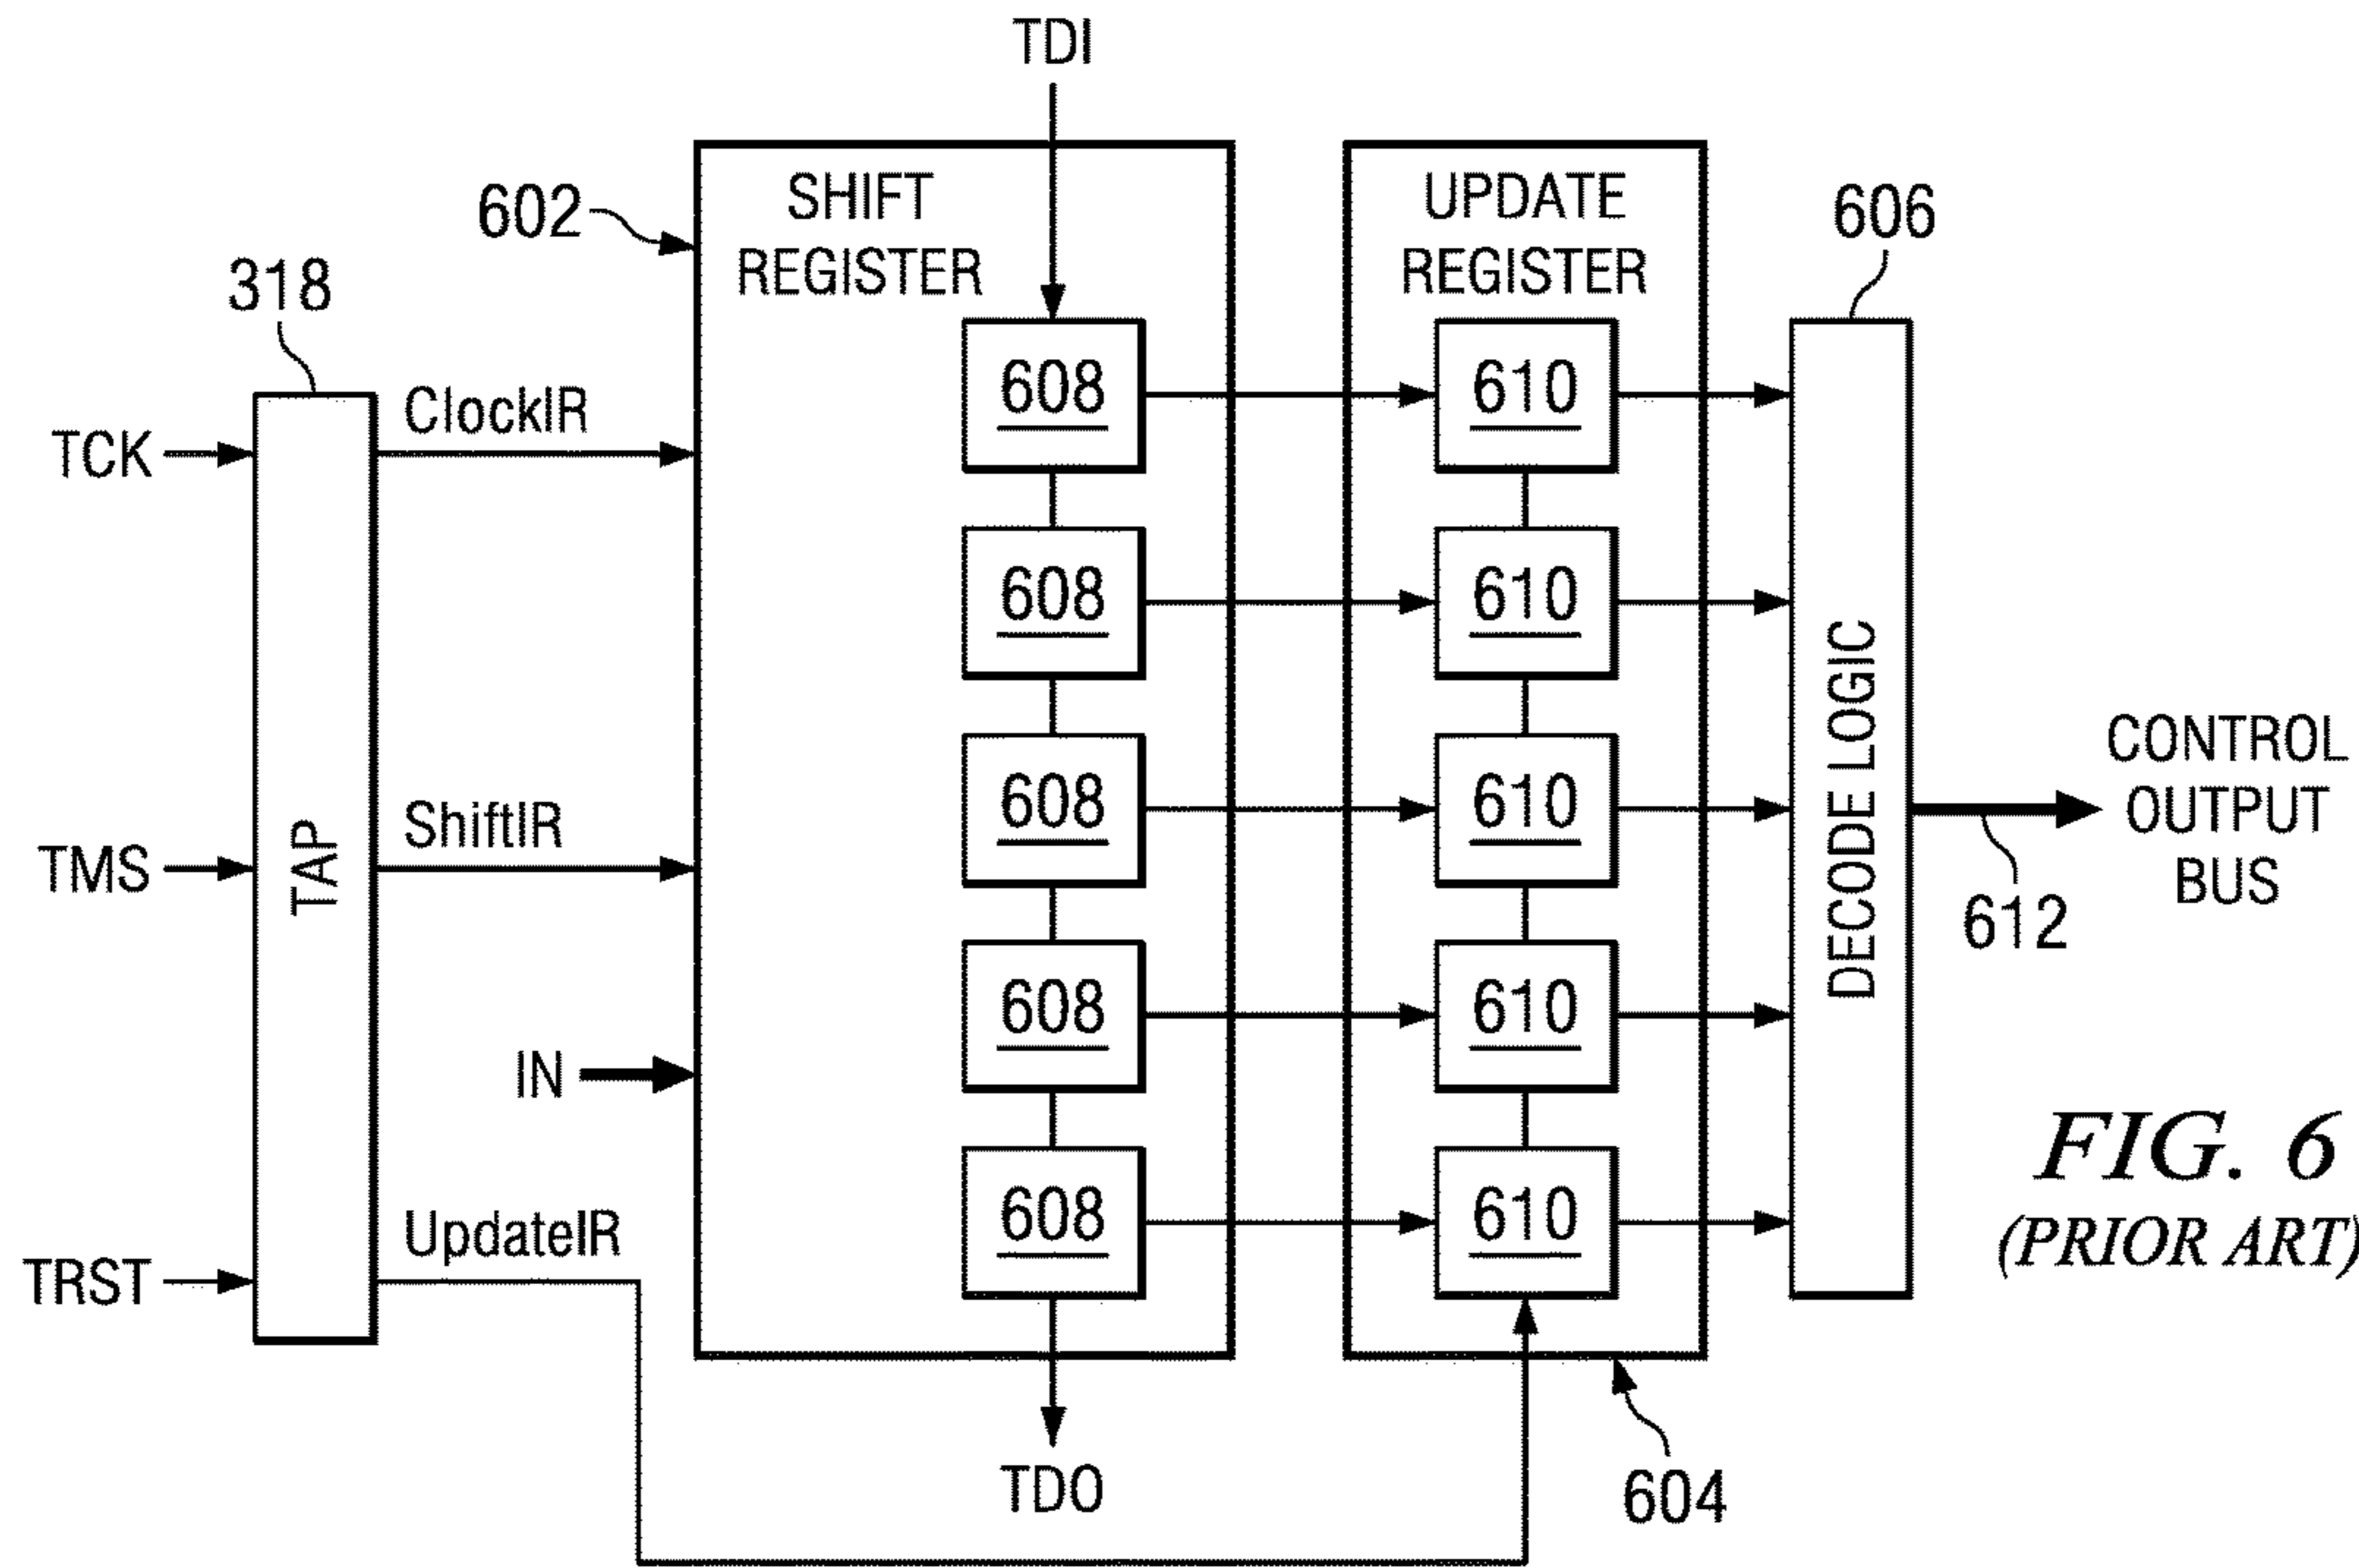 TDI
602
SHIFT
REGISTER
UPDATE
REGISTER
606
318
TCK
ClockIR
608
610
608
610
TMS
TAP
ShiftIR
608
610
DECODE LOGIC
CONTROL
OUTPUT
BUS
612
IN
608
610
TRST
UpdateIR
608
610
FIG. 6
(PRIOR ART)
TDO
604